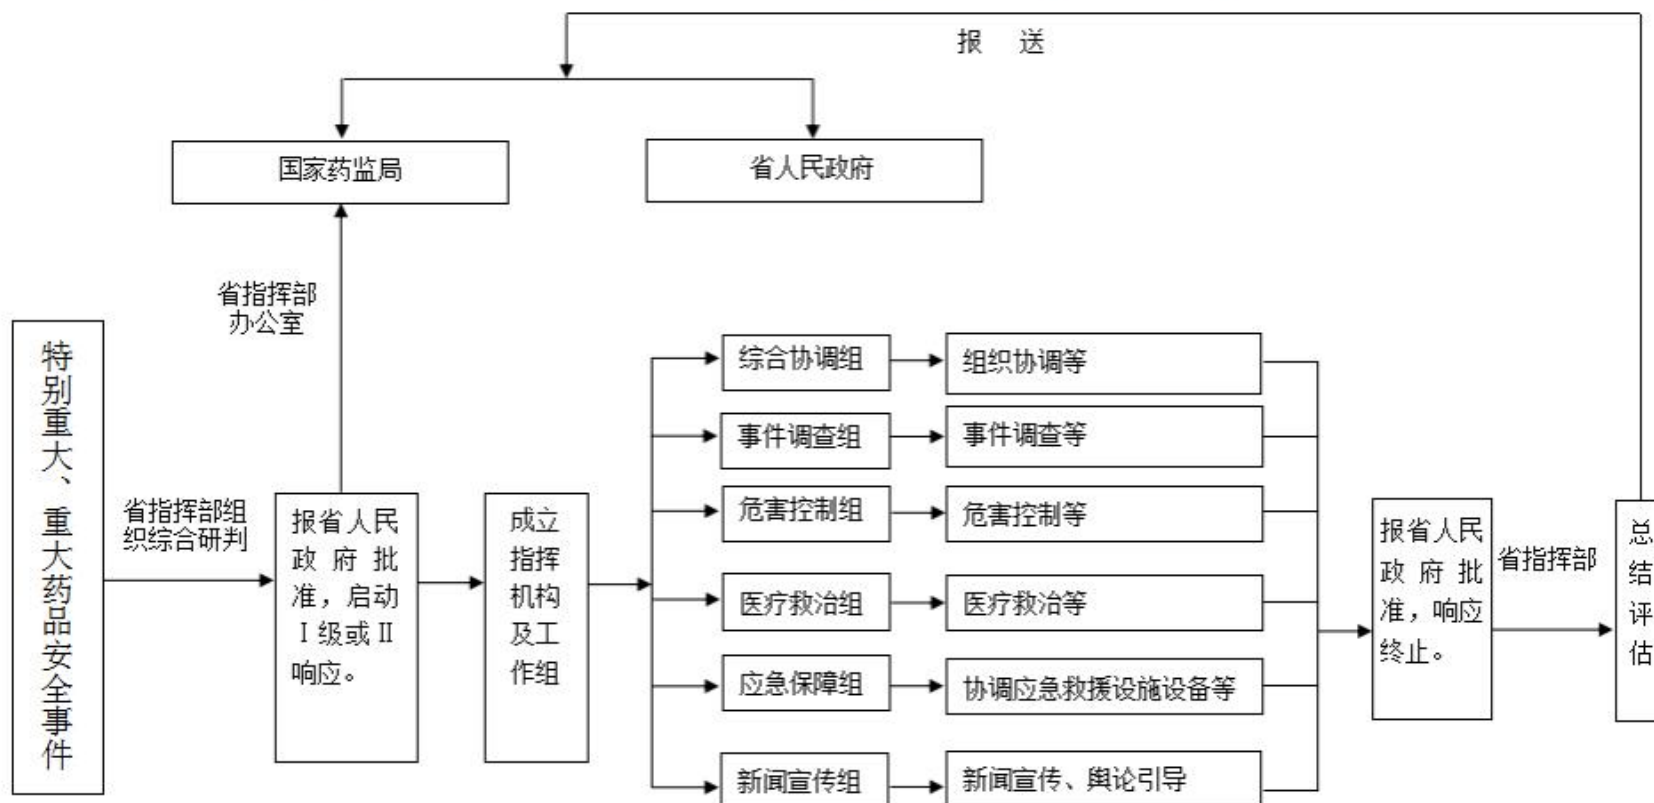 报 送
国家药监局
省人民政府
省指挥部
办公室
特别重大、重大药品安全事件
省指挥部组
织综合研判
报省人民
政府批
准，启动
Ⅰ级或Ⅱ
响应。
成立
指挥
机构
及工
作组
综合协调组
组织协调等
事件调查组
事件调查等
危害控制组
危害控制等
医疗救治组
医疗救治等
应急保障组
协调应急救援设施设备等
新闻宣传组
新闻宣传、舆论引导
报省人民
政府批
准，响应
终止。
省指挥部
总结评估